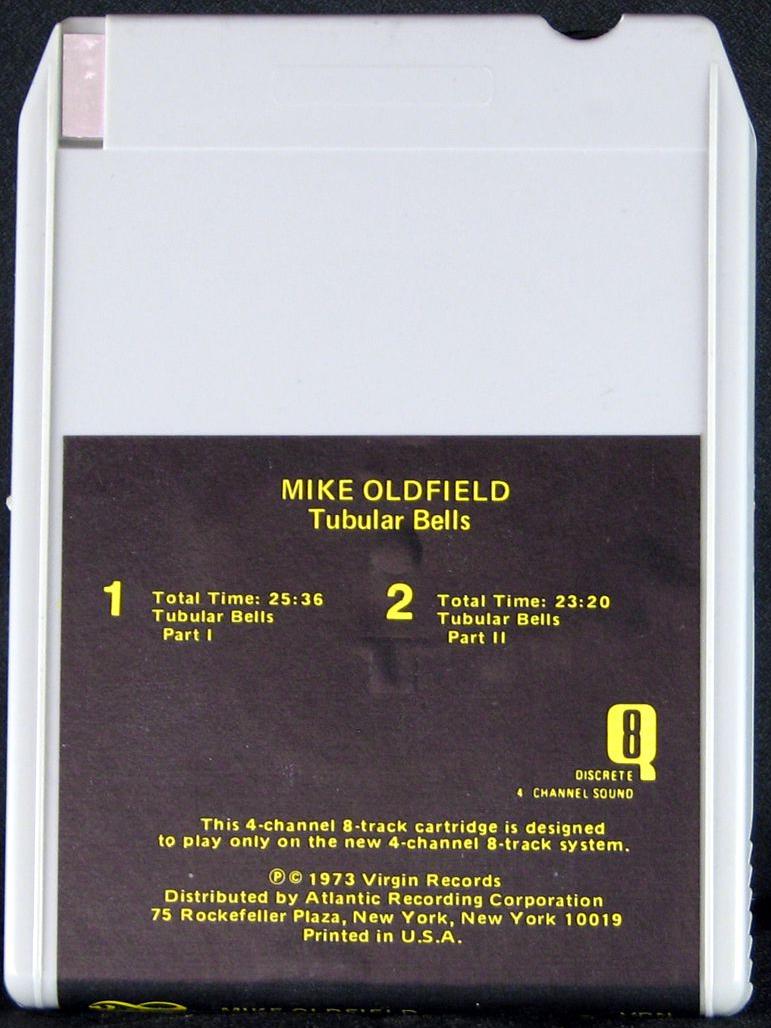 MIKE OLDFIELD
Tubular Bells
1 Total Time: 25:36
Tubular Bells
Part I
2 Total Time: 23:20
Tubular Bells
Part II
Q8
DISCRETE
4 CHANNEL SOUND
This 4-channel 8-track cartridge is designed
to play only on the new 4-channel 8-track system.
℗ © 1973 Virgin Records
Distributed by Atlantic Recording Corporation
75 Rockefeller Plaza, New York, New York 10019
Printed in U.S.A.
MIKE OLDFIELD